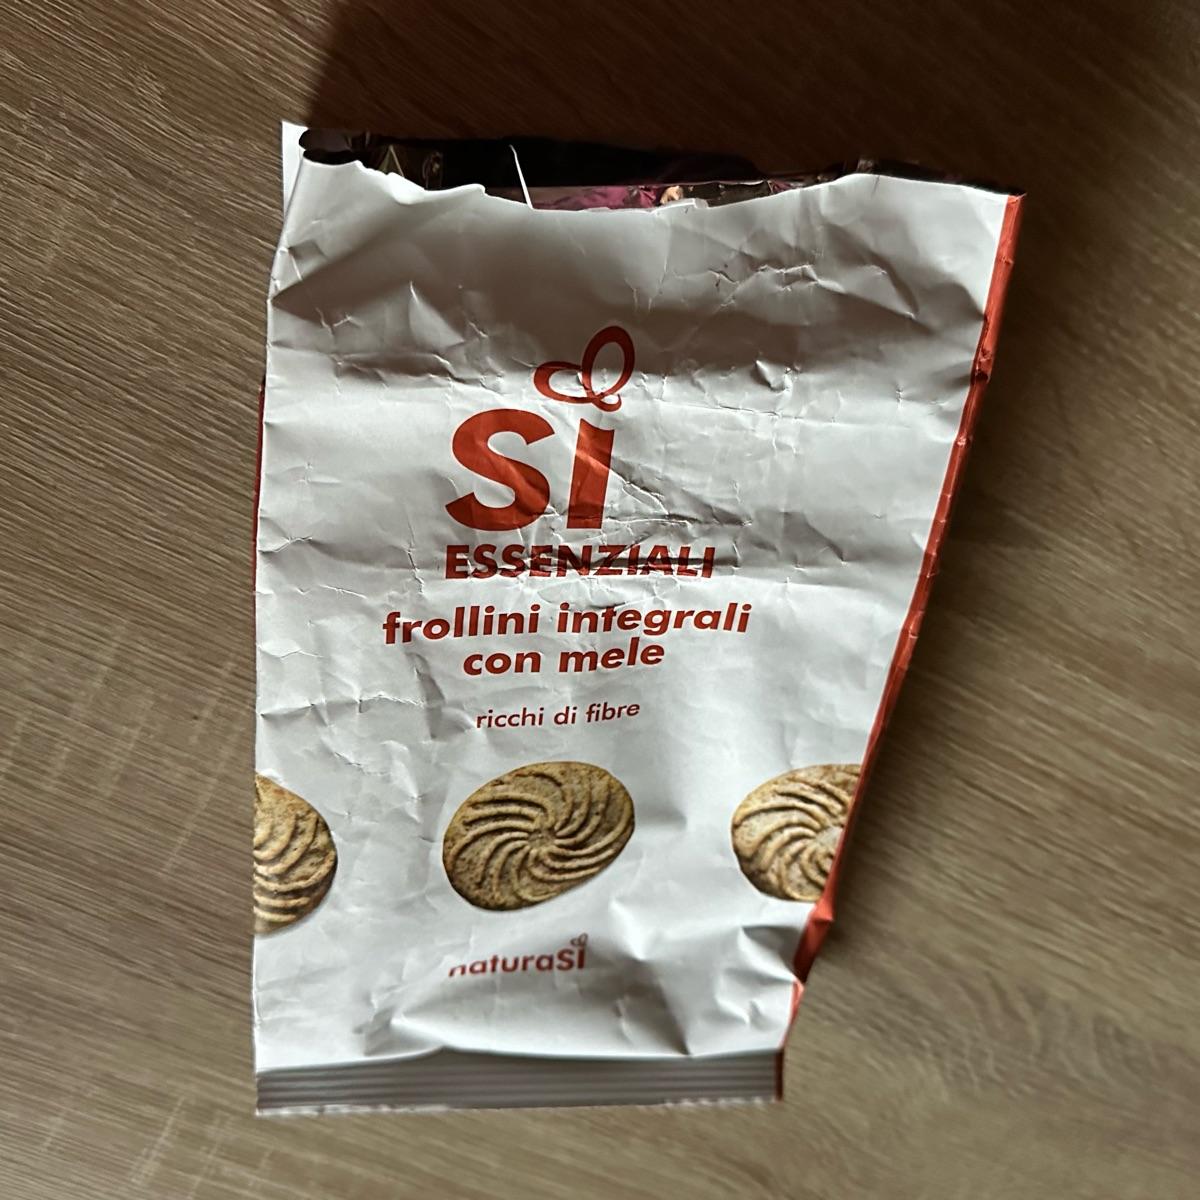 SÌ
ESSENZIALI
frollini integrali
con mele
ricchi di fibre
naturaSÌ